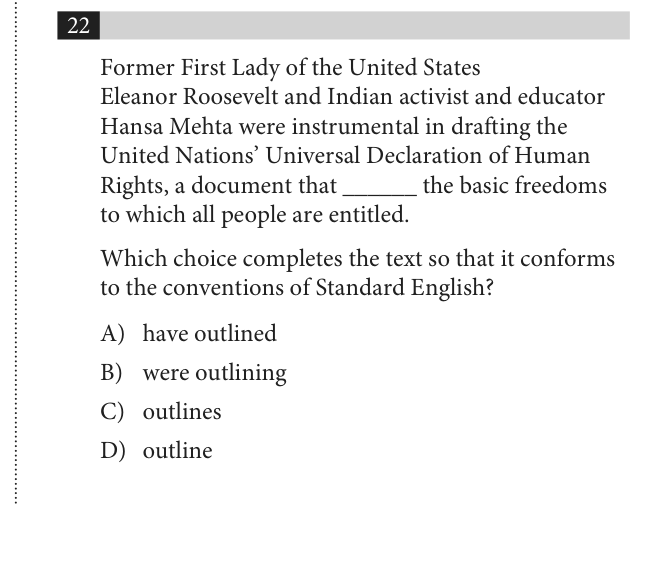 22
Former First Lady of the United States
Eleanor Roosevelt and Indian activist and educator
Hansa Mehta were instrumental in drafting the
United Nations’ Universal Declaration of Human
Rights, a document that ______ the basic freedoms
to which all people are entitled.
Which choice completes the text so that it conforms
to the conventions of Standard English?
A) have outlined
B) were outlining
C) outlines
D) outline